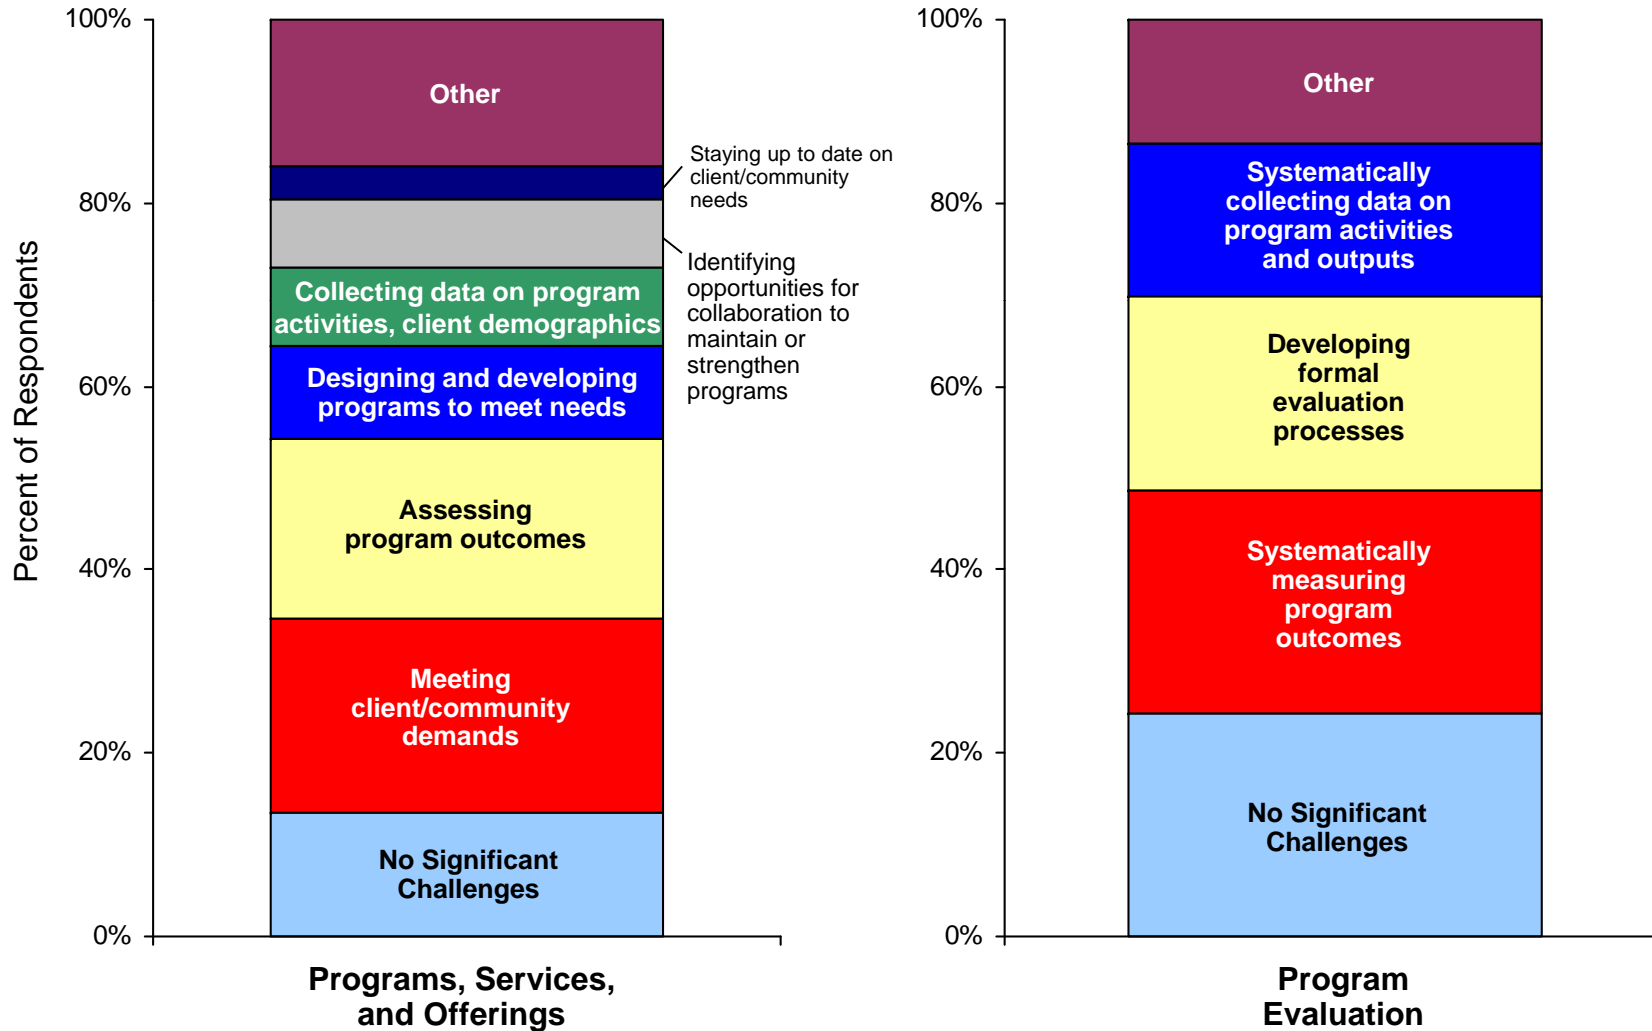 100%
80%
60%
40%
20%
0%
Percent of Respondents
Other
Staying up to date on
client/community
needs
Identifying
opportunities for
collaboration to
maintain or
strengthen
programs
Collecting data on program
activities, client demographics
Designing and developing
programs to meet needs
Assessing
program outcomes
Meeting
client/community
demands
No Significant
Challenges
Programs, Services,
and Offerings
100%
80%
60%
40%
20%
0%
Other
Systematically
collecting data on
program activities
and outputs
Developing
formal
evaluation
processes
Systematically
measuring
program
outcomes
No Significant
Challenges
Program
Evaluation